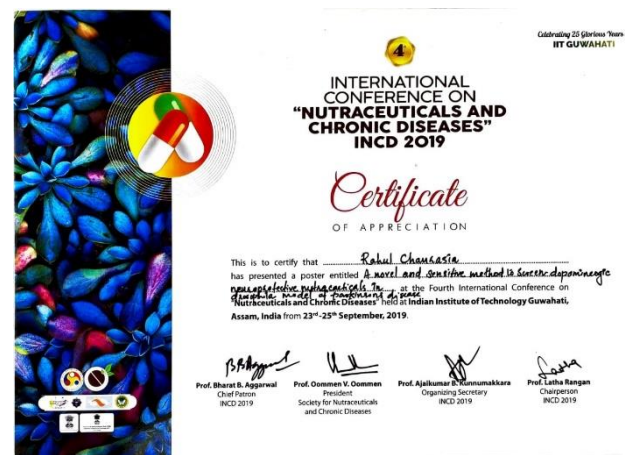 Celebrating 25 Glorious Years
IIT GUWAHATI
4
INTERNATIONAL
CONFERENCE ON
“NUTRACEUTICALS AND
CHRONIC DISEASES”
INCD 2019
Certificate
OF APPRECIATION
This is to certify that Rahul Chaurasia
has presented a poster entitled A novel and sensitive method to screen dopaminergic
neuroprotective nutraceuticals In at the Fourth International Conference on
drosophila model of parkinsons disease
"Nutraceuticals and Chronic Diseases" held at Indian Institute of Technology Guwahati,
Assam, India from 23rd-25th September, 2019.
Prof. Bharat B. Aggarwal
Chief Patron
INCD 2019
Prof. Oommen V. Oommen
President
Society for Nutraceuticals
and Chronic Diseases
Prof. Ajaikumar B. Kunnumakkara
Organizing Secretary
INCD 2019
Prof. Latha Rangan
Chairperson
INCD 2019